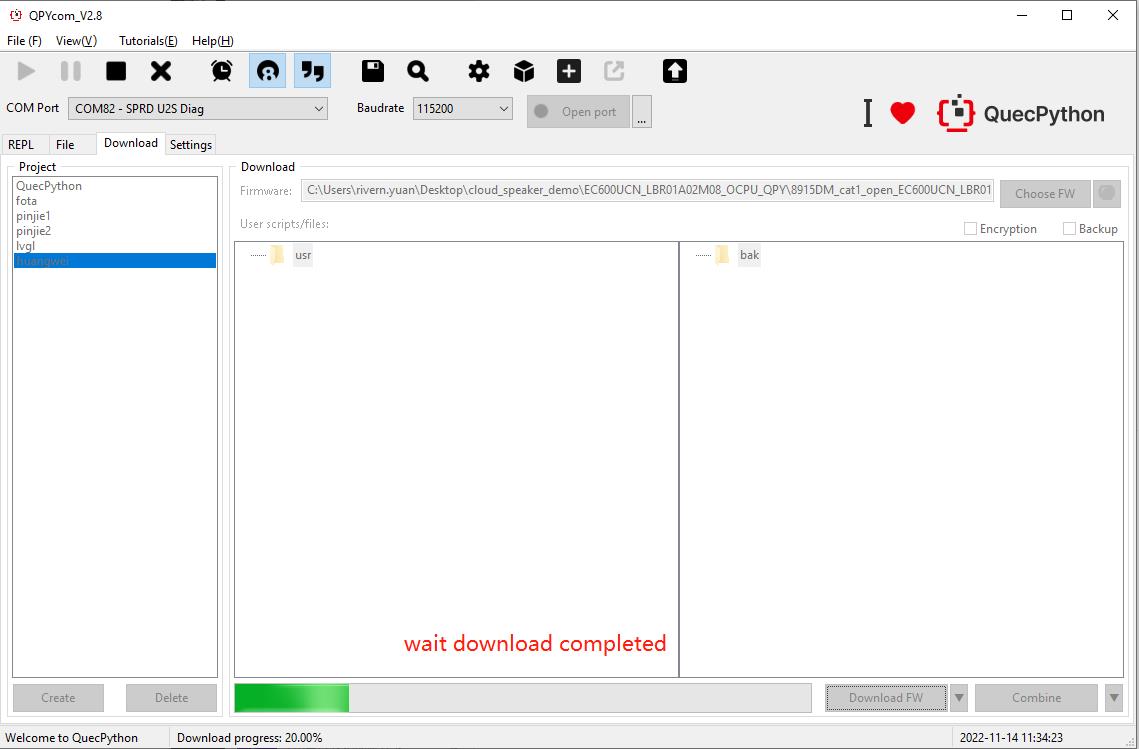 QPYcom_V2.8
File (F) View(V) Tutorials(E) Help(H)
COM Port COM82 - SPRD U2S Diag Baudrate 115200 Open port ... I QuecPython
REPL File Download Settings
Project
QuecPython
fota
pinjie1
pinjie2
lvgl
huangwei
Create Delete
Download
Firmware: C:\Users\rivern.yuan\Desktop\cloud_speaker_demo\EC600UCN_LBR01A02M08_OCPU_QPY\8915DM_cat1_open_EC600UCN_LBR01 Choose FW
User scripts/files: Encryption Backup
usr bak
wait download completed
Download FW Combine
Welcome to QuecPython Download progress: 20.00% 2022-11-14 11:34:23